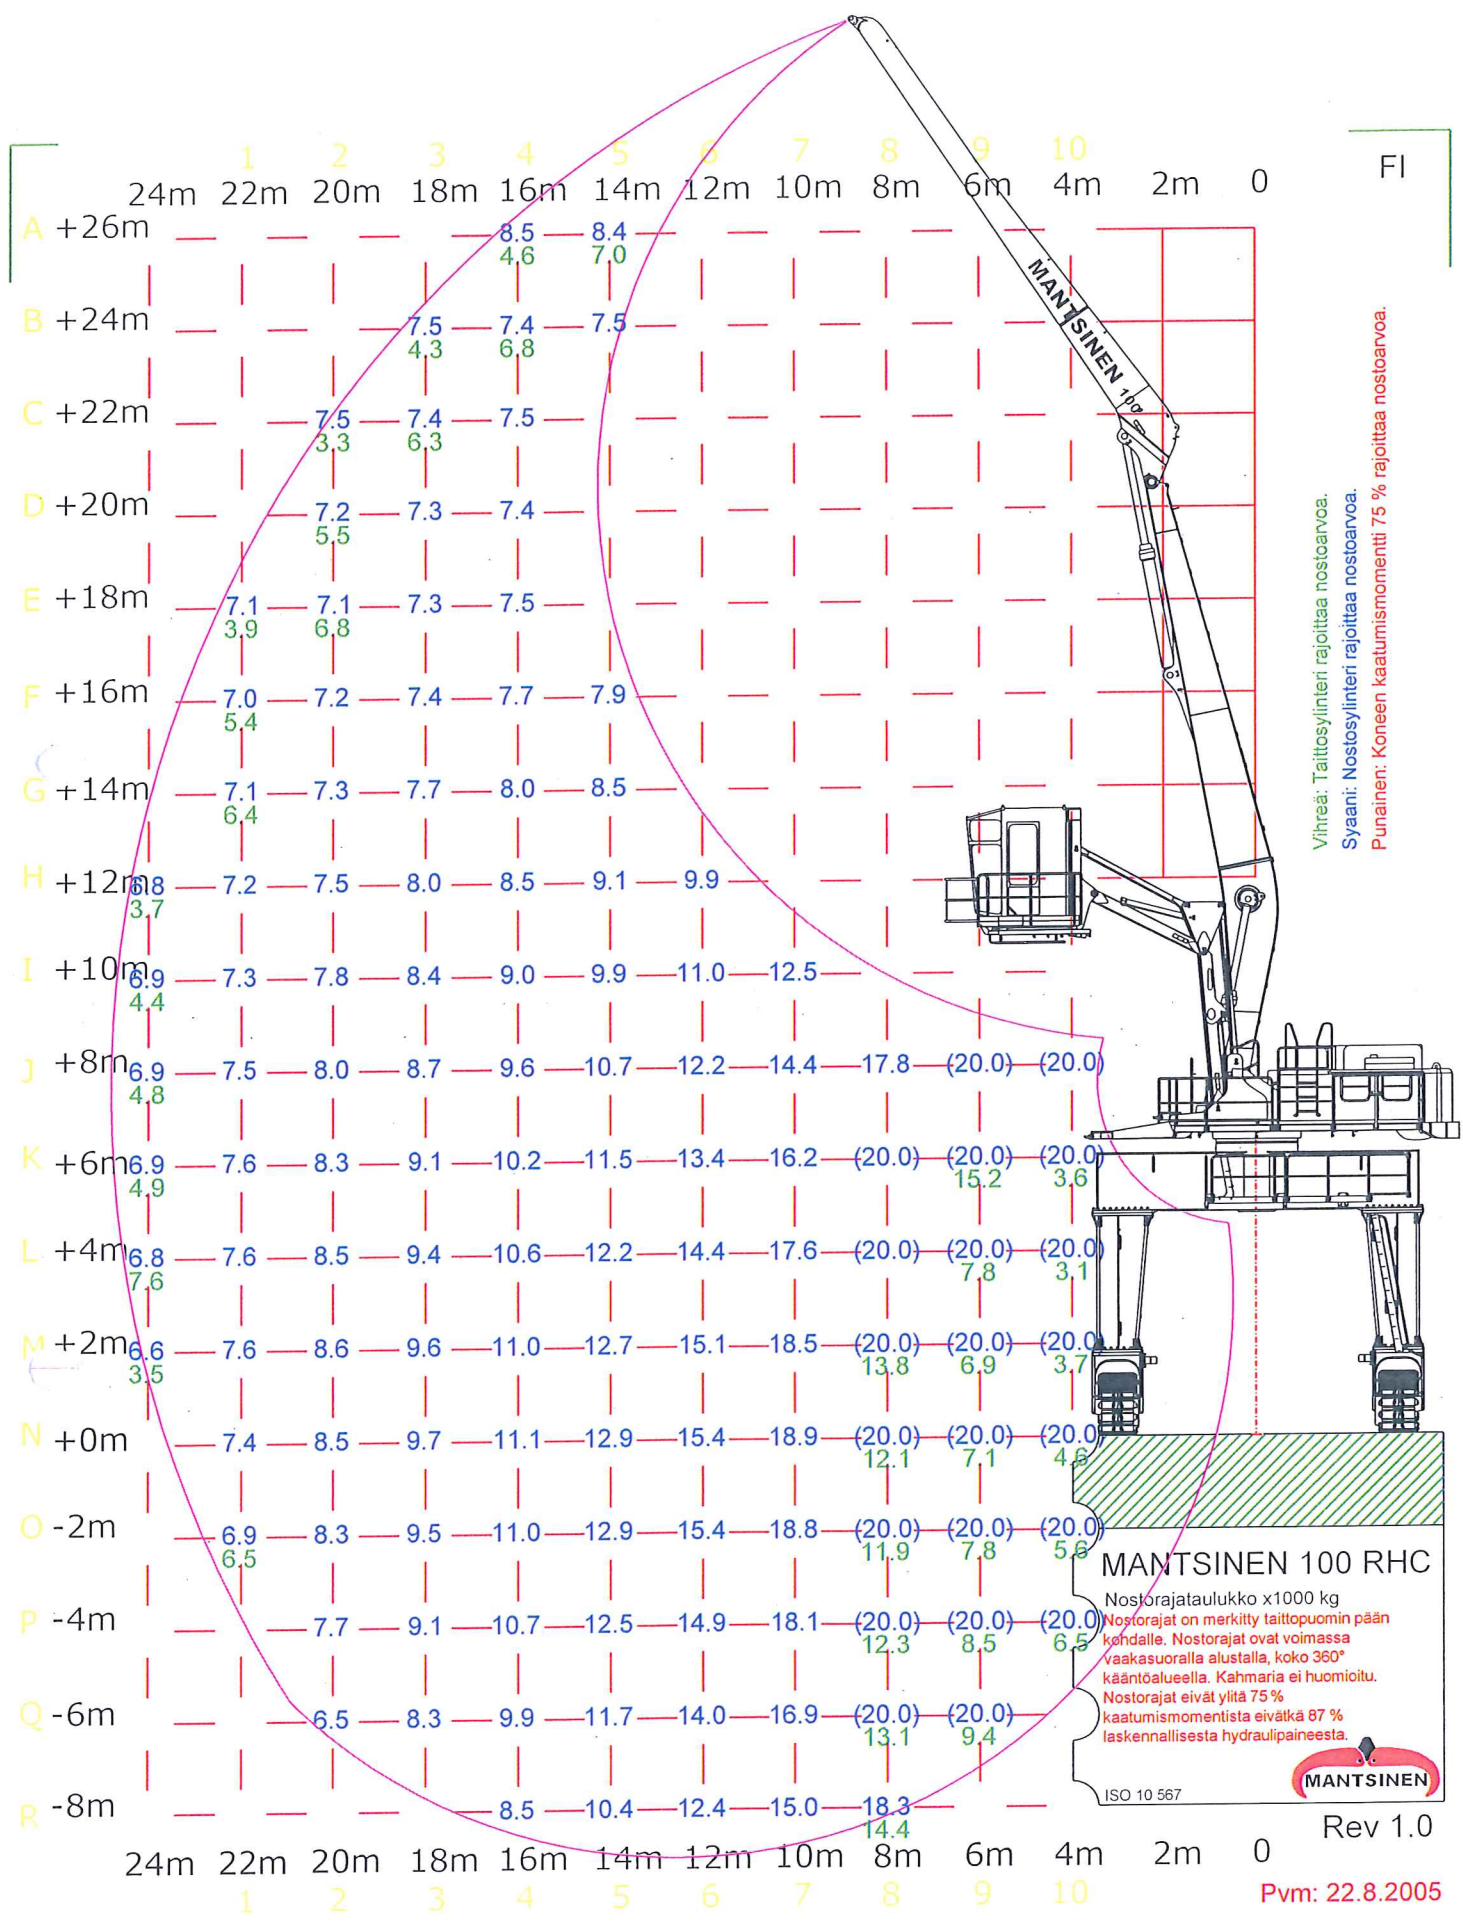 1 2 3 4 5 6 7 8 9 10
24m 22m 20m 18m 16m 14m 12m 10m 8m 6m 4m 2m 0
FI
A +26m 8.5 8.4
4.6 7.0
B +24m 7.5 7.4 7.5
4.3 6.8
C +22m 7.5 7.4 7.5
3.3 6.3
D +20m 7.2 7.3 7.4
5.5
E +18m 7.1 7.1 7.3 7.5
3.9 6.8
F +16m 7.0 7.2 7.4 7.7 7.9
5.4
G +14m 7.1 7.3 7.7 8.0 8.5
6.4
H +12m 6.8 7.2 7.5 8.0 8.5 9.1 9.9
3.7
I +10m 6.9 7.3 7.8 8.4 9.0 9.9 11.0 12.5
4.4
J +8m 6.9 7.5 8.0 8.7 9.6 10.7 12.2 14.4 17.8 (20.0) (20.0)
4.8
K +6m 6.9 7.6 8.3 9.1 10.2 11.5 13.4 16.2 (20.0) (20.0) (20.0)
4.9 15.2 3.6
L +4m 6.8 7.6 8.5 9.4 10.6 12.2 14.4 17.6 (20.0) (20.0) (20.0)
7.6 7.8 3.1
M +2m 6.6 7.6 8.6 9.6 11.0 12.7 15.1 18.5 (20.0) (20.0) (20.0)
3.5 13.8 6.9 3.7
N +0m 7.4 8.5 9.7 11.1 12.9 15.4 18.9 (20.0) (20.0) (20.0)
12.1 7.1 4.6
O -2m 6.9 8.3 9.5 11.0 12.9 15.4 18.8 (20.0) (20.0) (20.0)
6.5 11.9 7.8 5.6
P -4m 7.7 9.1 10.7 12.5 14.9 18.1 (20.0) (20.0) (20.0)
12.3 8.5 6.5
Q -6m 6.5 8.3 9.9 11.7 14.0 16.9 (20.0) (20.0)
13.1 9.4
R -8m 8.5 10.4 12.4 15.0 18.3
14.4
24m 22m 20m 18m 16m 14m 12m 10m 8m 6m 4m 2m 0
1 2 3 4 5 6 7 8 9 10
MANTSINEN 100
Vihreä: Taittosylinteri rajoittaa nostoarvoa.
Syaani: Nostosylinteri rajoittaa nostoarvoa.
Punainen: Koneen kaatumismomentti 75 % rajoittaa nostoarvoa.
MANTSINEN 100 RHC
Nostorajataulukko x1000 kg
Nostorajat on merkitty taittopuomin pään
kohdalle. Nostorajat ovat voimassa
vaakasuoralla alustalla, koko 360°
kääntöalueella. Kahmaria ei huomioitu.
Nostorajat eivät ylitä 75 %
kaatumismomentista eivätkä 87 %
laskennallisesta hydraulipaineesta.
MANTSINEN
ISO 10 567
Rev 1.0
Pvm: 22.8.2005